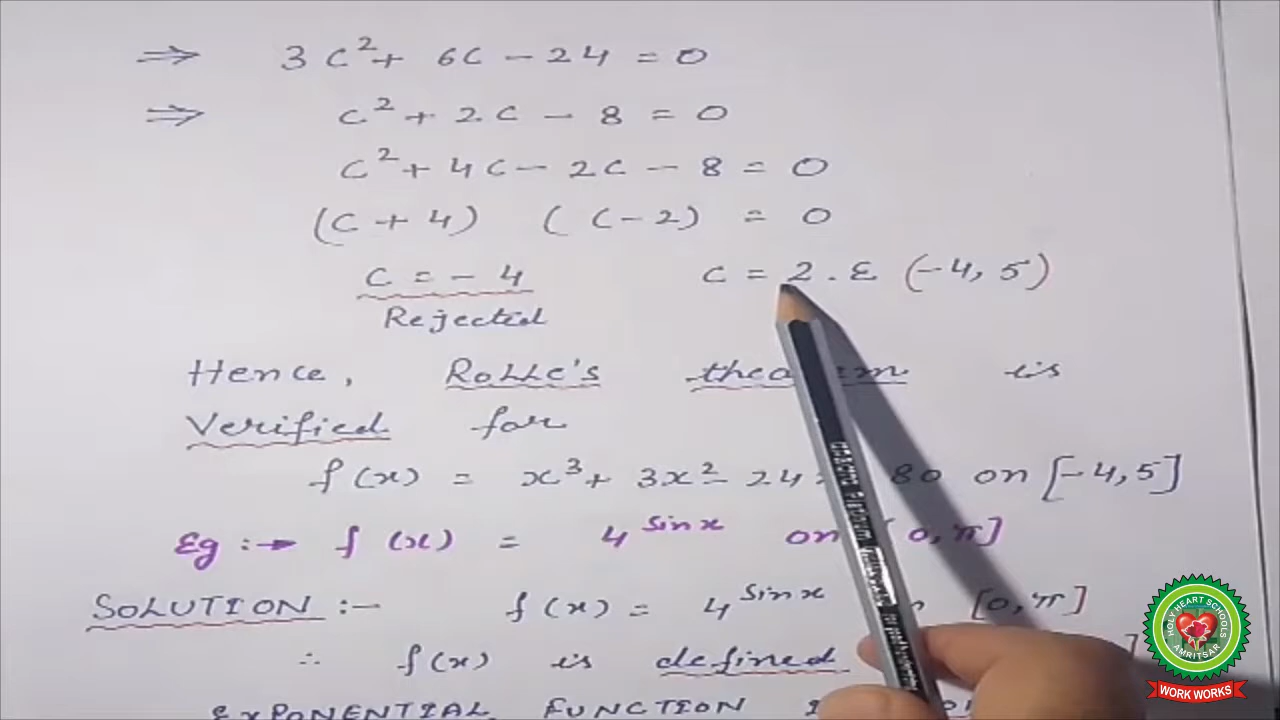 ⇒ 3c² + 6c - 24 = 0
⇒ c² + 2c - 8 = 0
c² + 4c - 2c - 8 = 0
(c + 4) (c - 2) = 0
c = - 4 c = 2 . ε (-4, 5)
Rejected
Hence, Rolle's theorem is
Verified for
f(x) = x³ + 3x² - 24 80 on [-4, 5]
Eg :→ f(x) = 4^sinx on [0, π]
SOLUTION :- f(x) = 4^sinx [0, π]
∴ f(x) is defined
EXPONENTIAL FUNCTION
HOLY HEART SCHOOLS
AMRITSAR
WORK WORKS